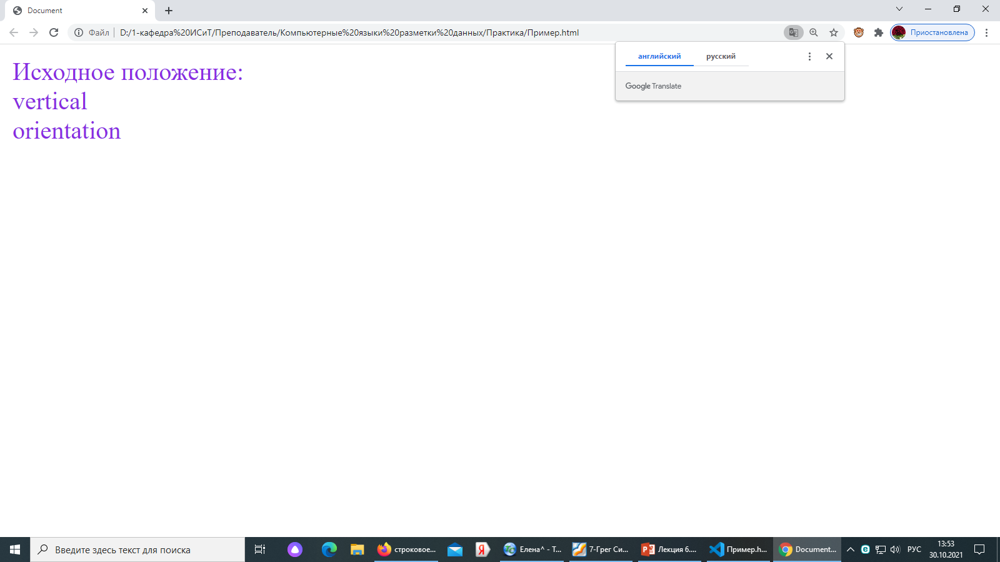 Document
Файл
D:/1-кафедра%20ИСиТ/Преподаватель/Компьютерные%20языки%20разметки%20данных/Практика/Пример.html
Приостановлена
английский русский
Google Translate
Исходное положение:
vertical
orientation
Введите здесь текст для поиска
строковое...
Я
Елена^ - T...
7-Грег Си...
Лекция 6....
Пример.h...
Document...
РУС
13:53
30.10.2021